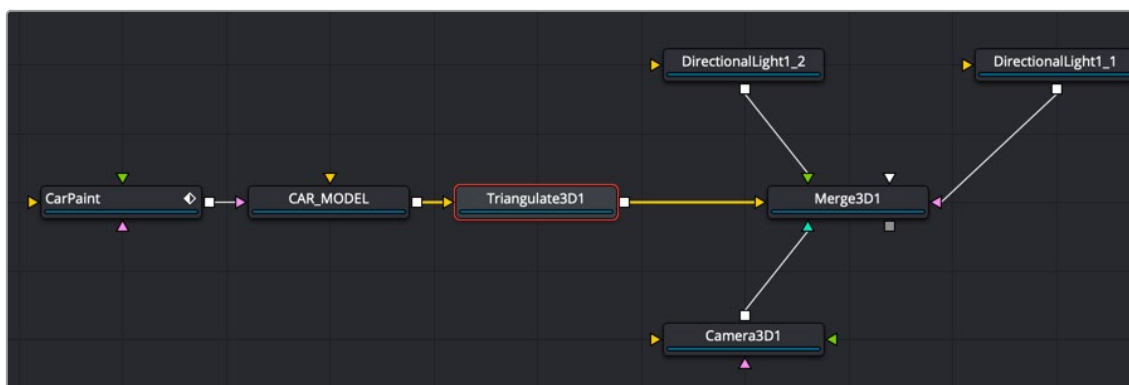 DirectionalLight1_2
DirectionalLight1_1
CarPaint
CAR_MODEL
Triangulate3D1
Merge3D1
Camera3D1